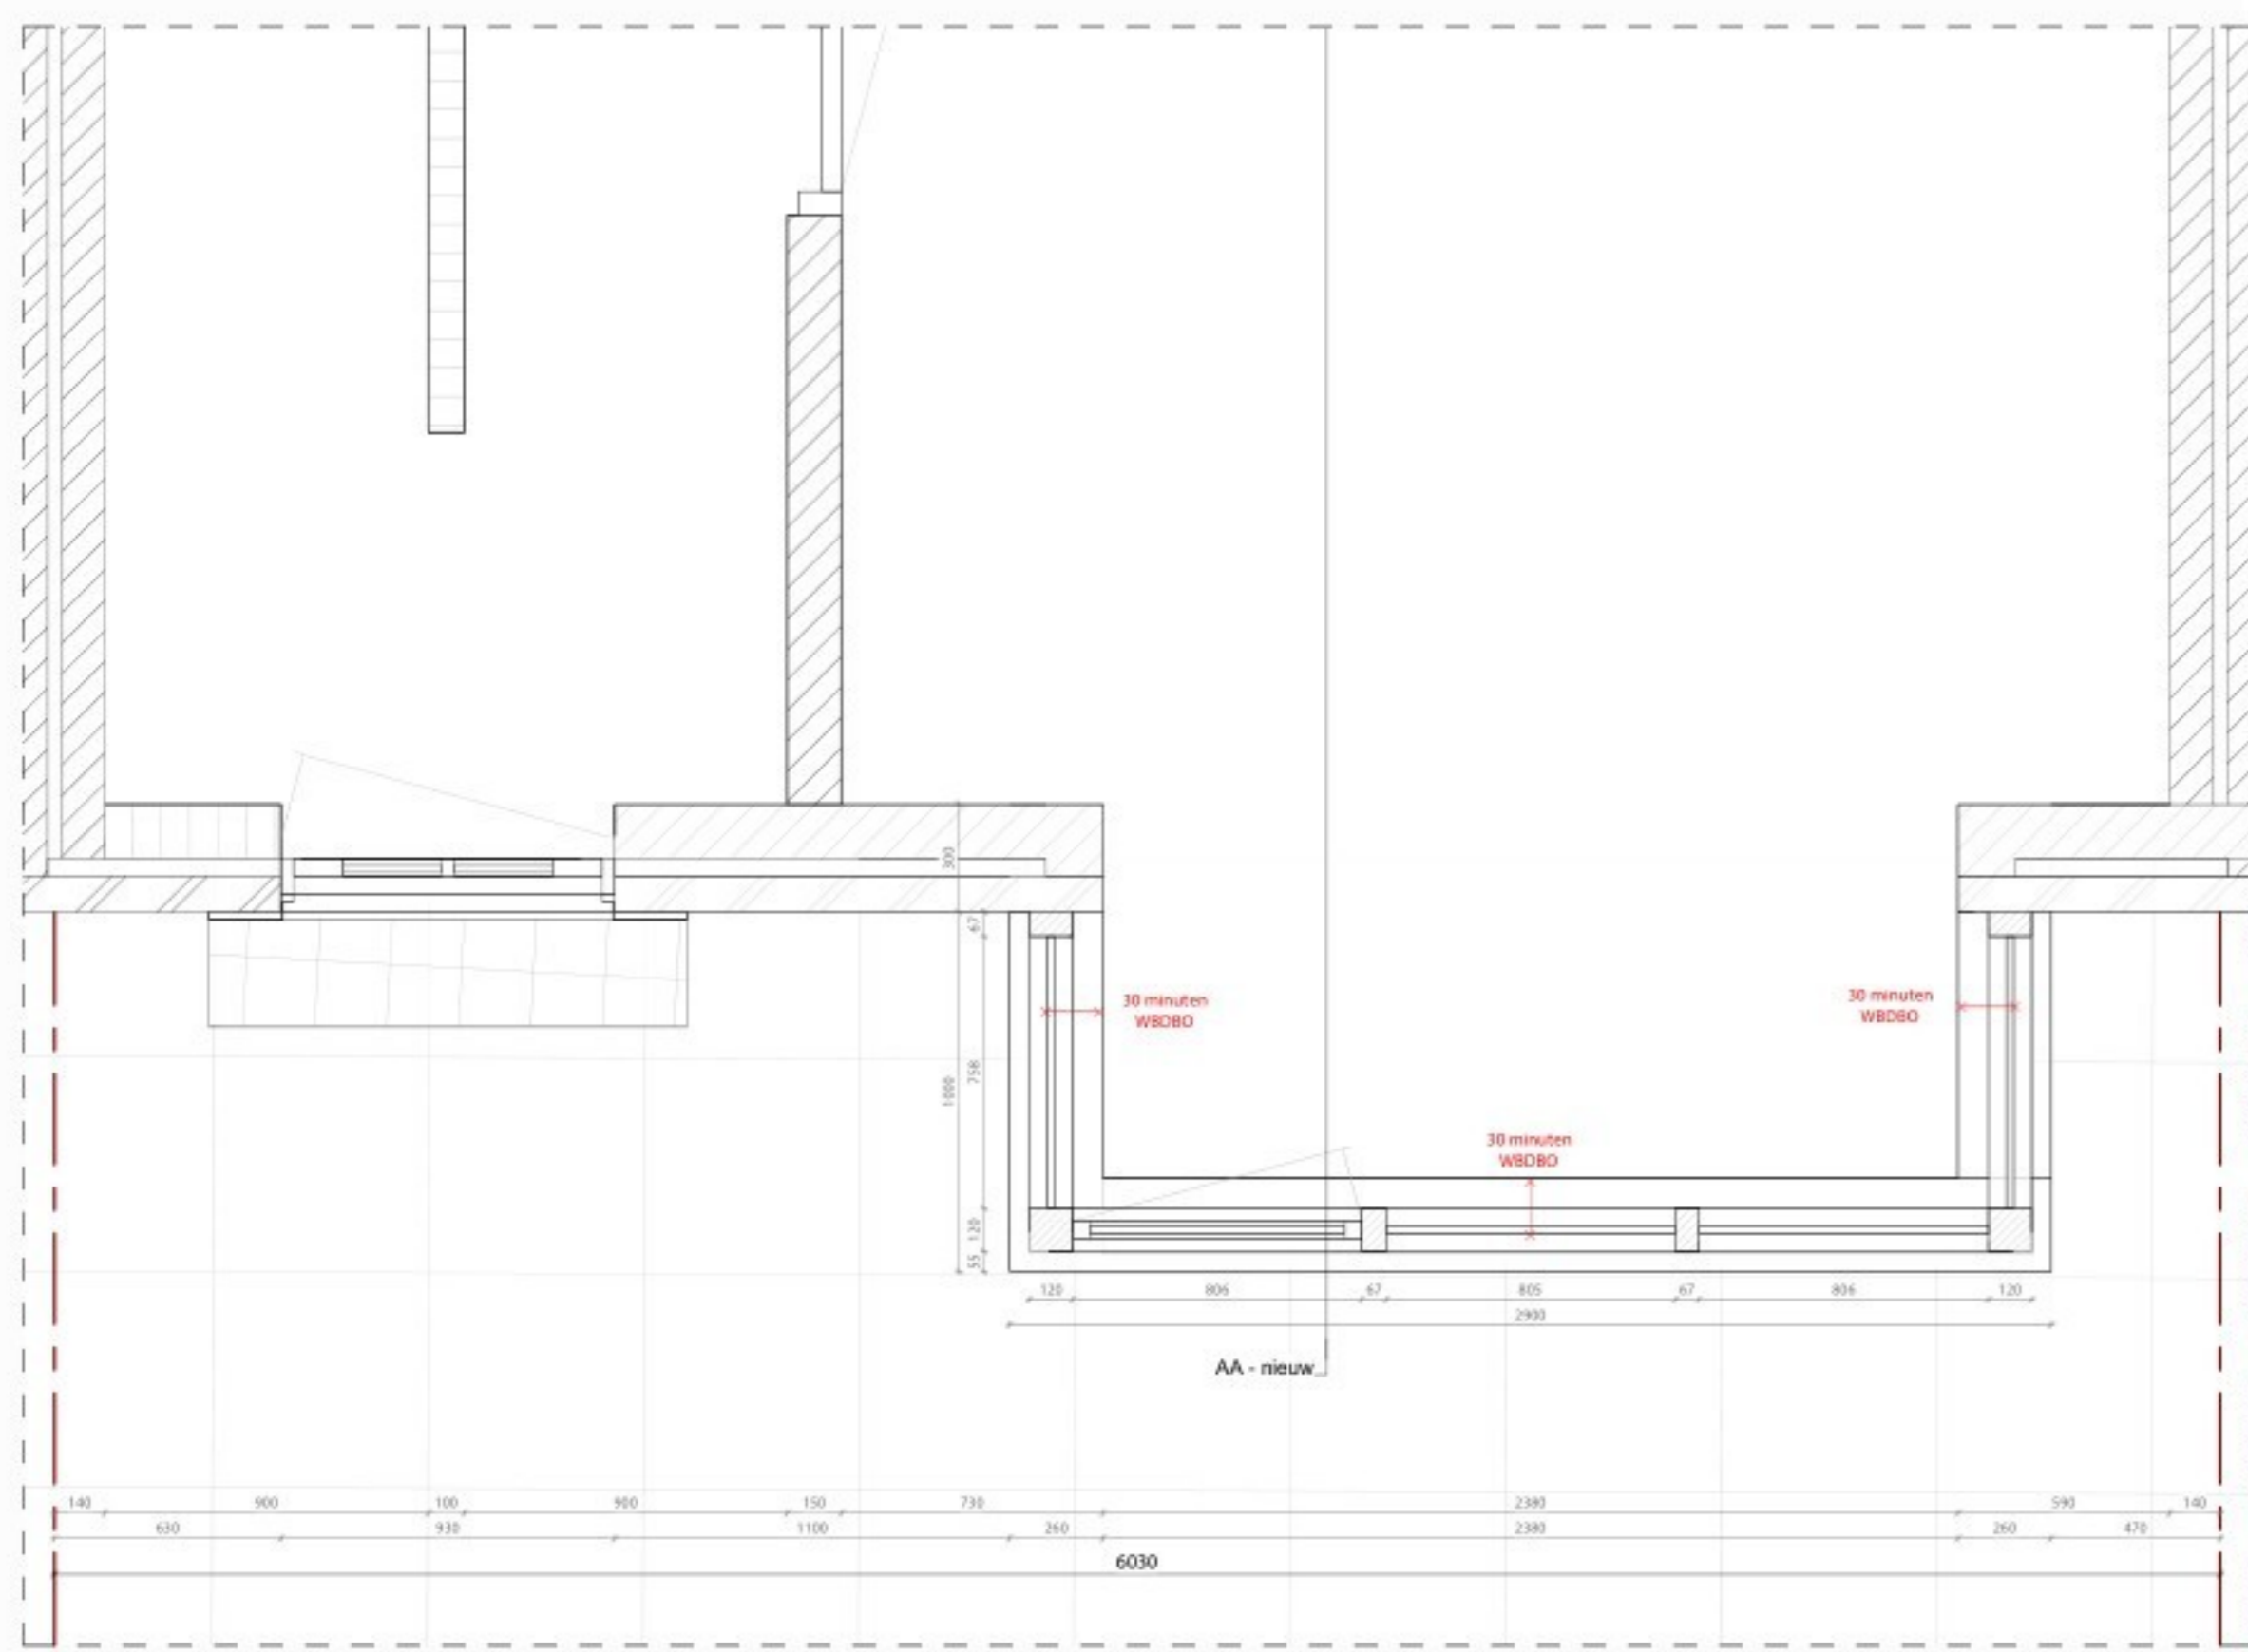 300
67
30 minuten
WBDBO
30 minuten
WBDBO
758
1000
30 minuten
WBDBO
120
55
120 806 67 805 67 806 120
2900
AA - nieuw
140 900 100 900 150 730 2380 590 140
630 930 1100 260 2380 260 470
6030